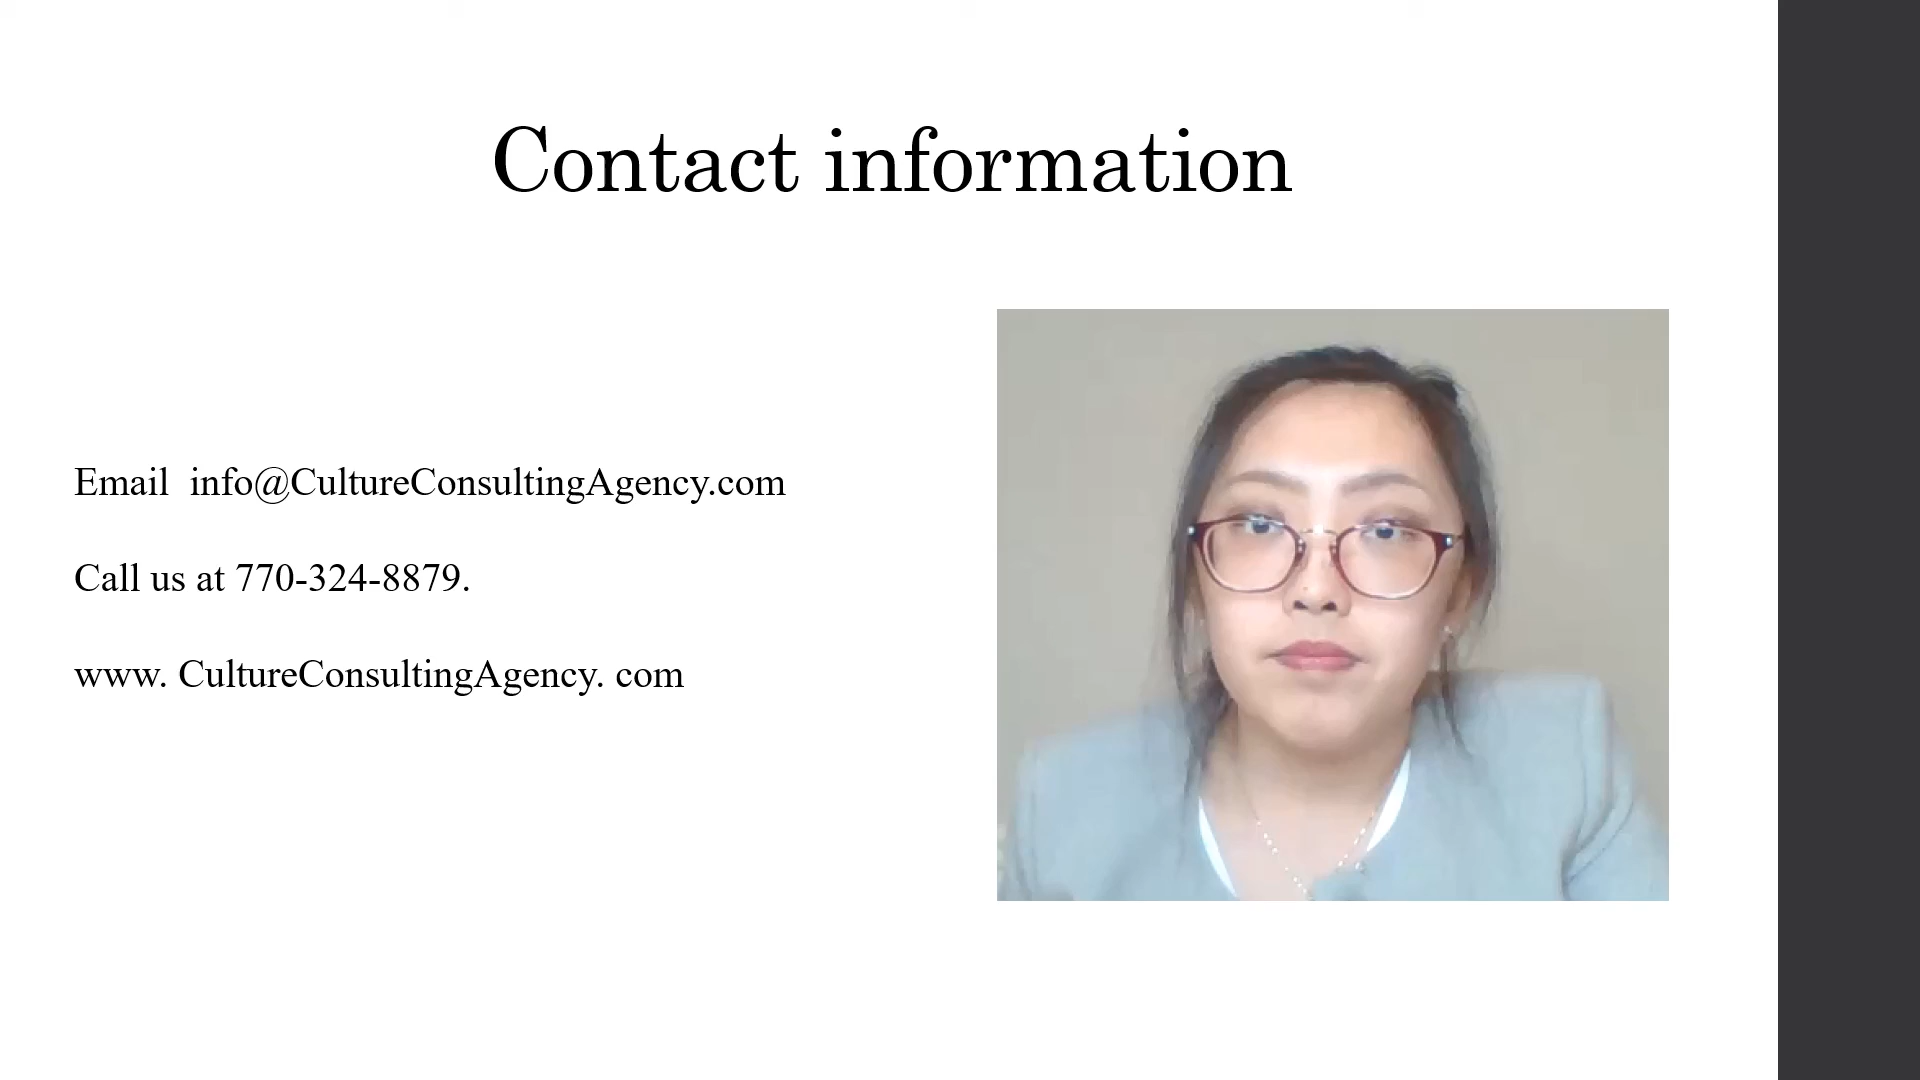 Contact information
Email  info@CultureConsultingAgency.com
Call us at 770-324-8879.
www. CultureConsultingAgency. com